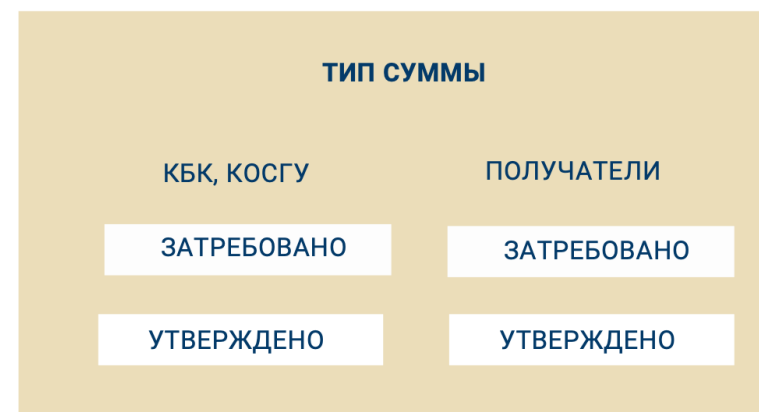 ТИП СУММЫ
КБК, КОСГУ
ПОЛУЧАТЕЛИ
ЗАТРЕБОВАНО
ЗАТРЕБОВАНО
УТВЕРЖДЕНО
УТВЕРЖДЕНО